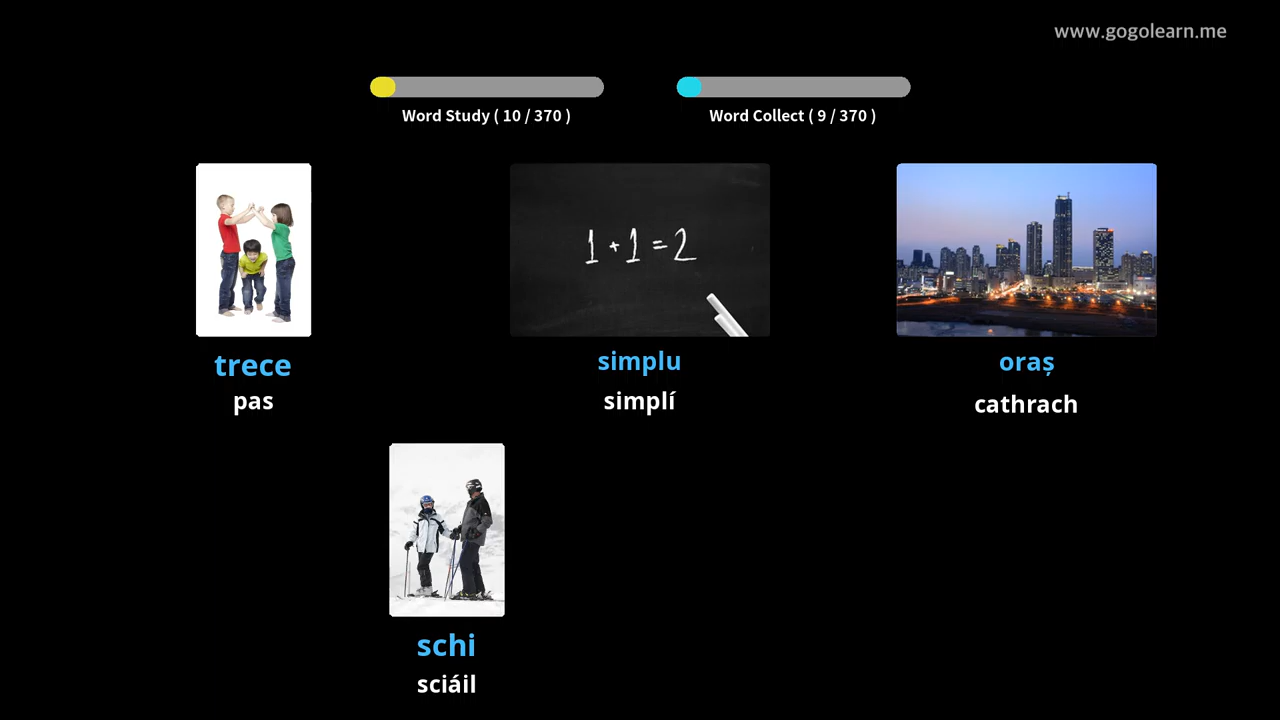 www.gogolearn.me
Word Study ( 10 / 370 )
Word Collect ( 9 / 370 )
1 + 1 = 2
trece
pas
simplu
simplí
oraș
cathrach
schi
sciáil